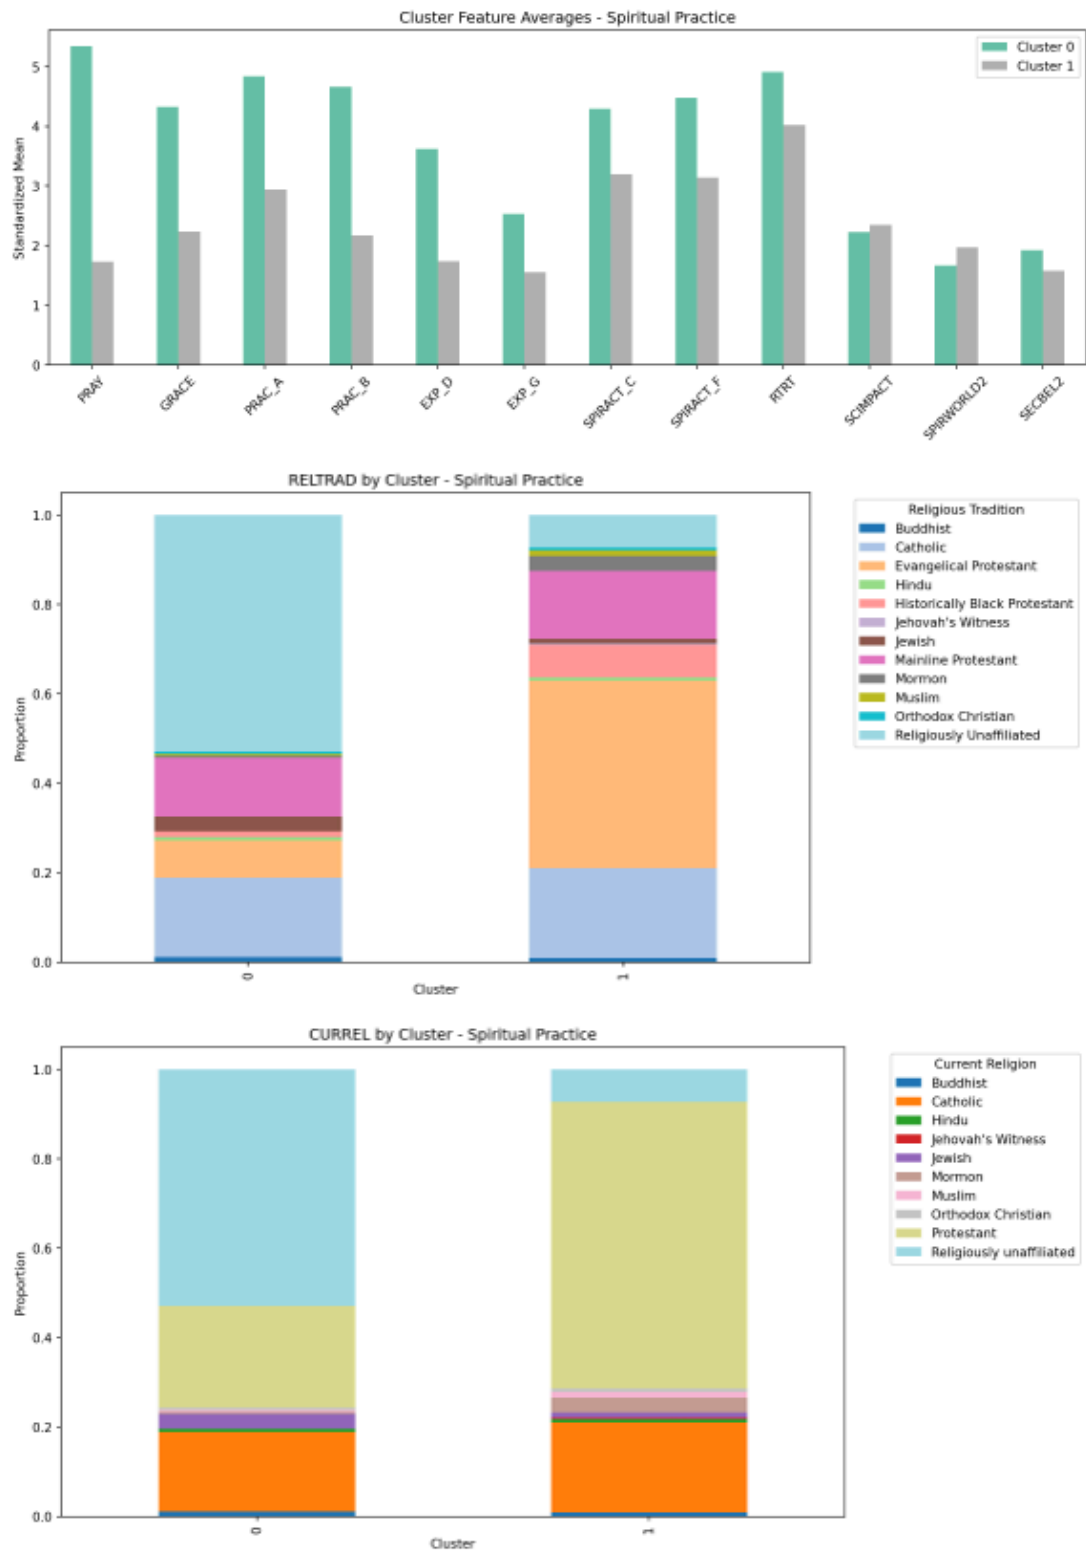 Cluster Feature Averages - Spiritual Practice
Cluster 0
Cluster 1
Standardized Mean
5
4
3
2
1
0
PRAY
GRACE
PRAC_A
PRAC_B
EXP_D
EXP_G
SPIRACT_C
SPIRACT_F
RTRT
SCIMPACT
SPIRWORLD2
SECBEL2
RELTRAD by Cluster - Spiritual Practice
Proportion
1.0
0.8
0.6
0.4
0.2
0.0
0
1
Cluster
Religious Tradition
Buddhist
Catholic
Evangelical Protestant
Hindu
Historically Black Protestant
Jehovah's Witness
Jewish
Mainline Protestant
Mormon
Muslim
Orthodox Christian
Religiously Unaffiliated
CURREL by Cluster - Spiritual Practice
Proportion
1.0
0.8
0.6
0.4
0.2
0.0
0
1
Cluster
Current Religion
Buddhist
Catholic
Hindu
Jehovah's Witness
Jewish
Mormon
Muslim
Orthodox Christian
Protestant
Religiously unaffiliated